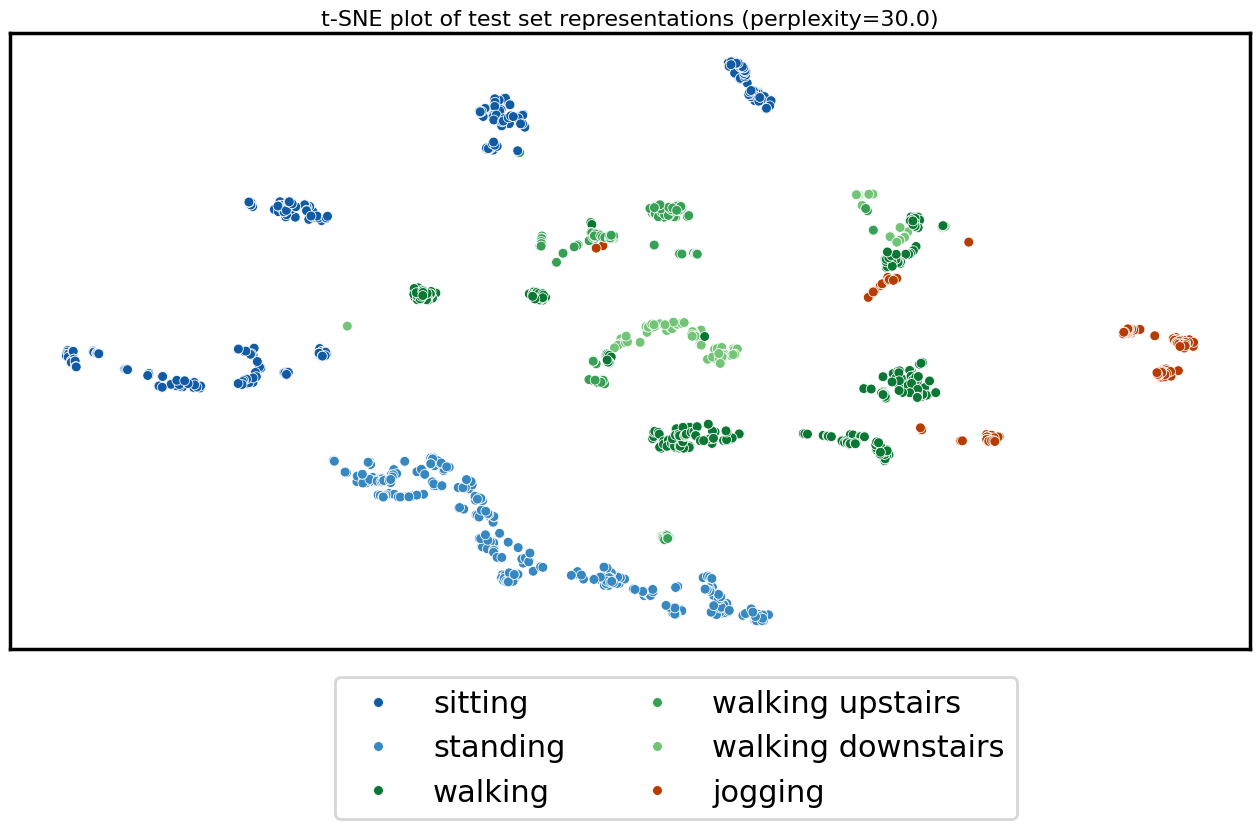 t-SNE plot of test set representations (perplexity=30.0)
sitting
standing
walking
walking upstairs
walking downstairs
jogging